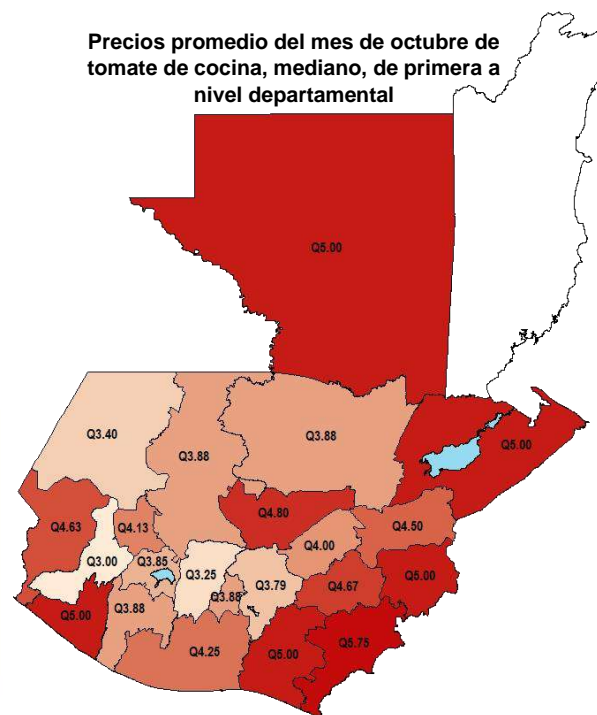 Precios promedio del mes de octubre de
tomate de cocina, mediano, de primera a
nivel departamental
Q5.00
Q3.40
Q3.88
Q3.88
Q5.00
Q4.63
Q4.13
Q4.80
Q4.50
Q4.00
Q3.00
Q3.85
Q3.25
Q3.79
Q4.67
Q5.00
Q3.88
Q5.00
Q3.88
Q4.25
Q5.00
Q5.75